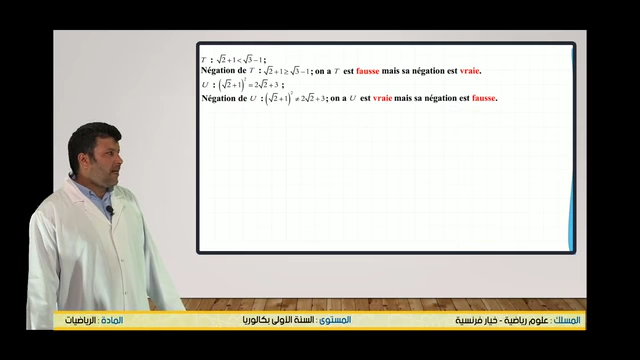 T : √2+1<√3−1;
Négation de T : √2+1≥√3−1; on a T est fausse mais sa négation est vraie.
U : (√2+1)² = 2√2+3 ;
Négation de U : (√2+1)² ≠ 2√2+3; on a U est vraie mais sa négation est fausse.
المسلك : علوم رياضية - خيار فرنسية
المستوى : السنة الأولى بكالوريا
المادة : الرياضيات